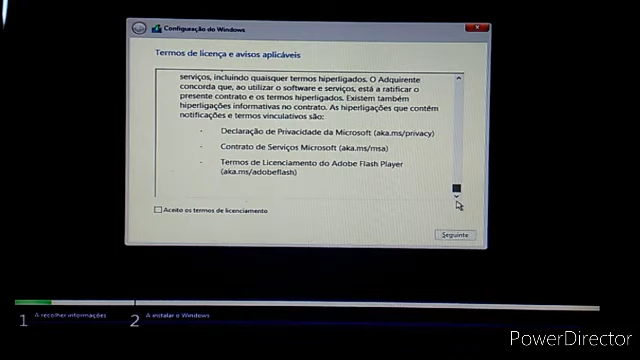 Configuração do Windows
Termos de licença e avisos aplicáveis
serviços, incluindo quaisquer termos hiperligados. O Adquirente
concorda que, ao utilizar o software e serviços, está a ratificar o
presente contrato e os termos hiperligados. Existem também
hiperligações informativas no contrato. As hiperligações que contêm
notificações e termos vinculativos são:
- Declaração de Privacidade da Microsoft (aka.ms/privacy)
- Contrato de Serviços Microsoft (aka.ms/msa)
- Termos de Licenciamento do Adobe Flash Player
(aka.ms/adobeflash)
Aceito os termos de licenciamento
Seguinte
1 A recolher informações
2 A instalar o Windows
PowerDirector